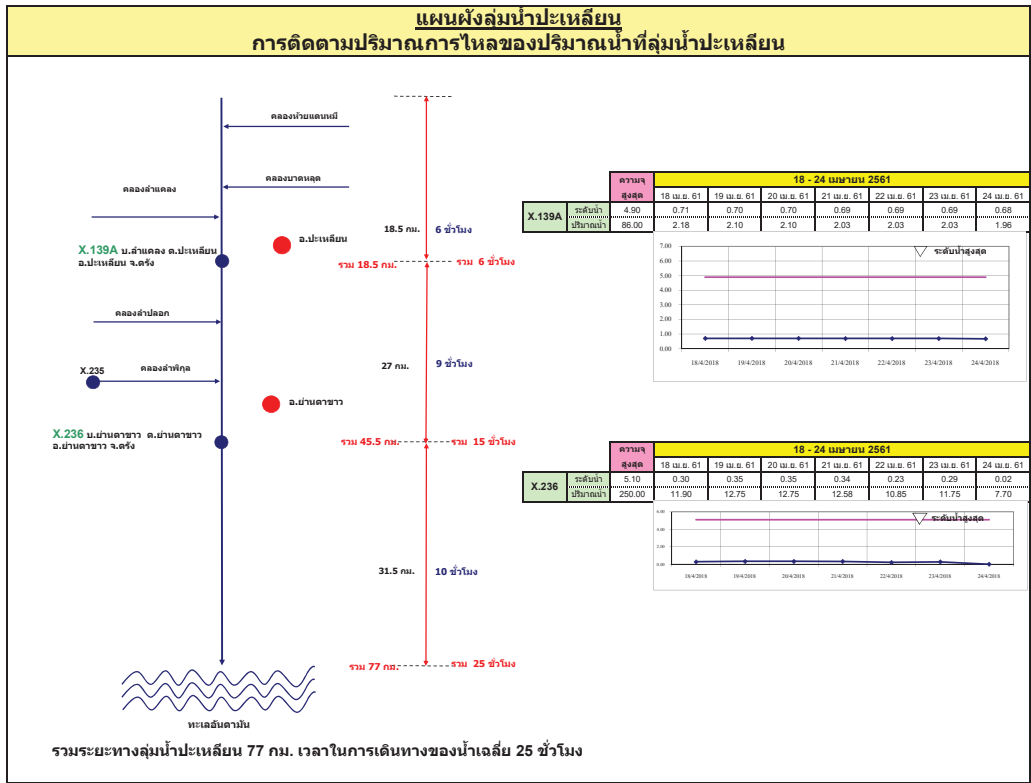 แผนผังลุ่มน้ำปะเหลียน
การติดตามปริมาณการไหลของปริมาณน้ำที่ลุ่มน้ำปะเหลียน
คลองห้วยแดนหมี
คลองบาดหลุด
คลองลำแคลง
18.5 กม. 6 ชั่วโมง
อ.ปะเหลียน
X.139A บ.ลำแคลง ต.ปะเหลียน
อ.ปะเหลียน จ.ตรัง
รวม 18.5 กม. รวม 6 ชั่วโมง
คลองลำปลอก
X.235 คลองลำพิกุล
27 กม. 9 ชั่วโมง
อ.ย่านตาขาว
X.236 บ.ย่านตาขาว ต.ย่านตาขาว
อ.ย่านตาขาว จ.ตรัง
รวม 45.5 กม. รวม 15 ชั่วโมง
31.5 กม. 10 ชั่วโมง
รวม 77 กม. รวม 25 ชั่วโมง
ทะเลอันดามัน
รวมระยะทางลุ่มน้ำปะเหลียน 77 กม. เวลาในการเดินทางของน้ำเฉลี่ย 25 ชั่วโมง
ความจุ 18 - 24 เมษายน 2561
สูงสุด 18 เม.ย. 61 19 เม.ย. 61 20 เม.ย. 61 21 เม.ย. 61 22 เม.ย. 61 23 เม.ย. 61 24 เม.ย. 61
X.139A
ระดับน้ำ 4.90 0.71 0.70 0.70 0.69 0.69 0.69 0.68
ปริมาณน้ำ 86.00 2.18 2.10 2.10 2.03 2.03 2.03 1.96
ระดับน้ำสูงสุด
7.00
6.00
5.00
4.00
3.00
2.00
1.00
0.00
18/4/2018 19/4/2018 20/4/2018 21/4/2018 22/4/2018 23/4/2018 24/4/2018
ความจุ 18 - 24 เมษายน 2561
สูงสุด 18 เม.ย. 61 19 เม.ย. 61 20 เม.ย. 61 21 เม.ย. 61 22 เม.ย. 61 23 เม.ย. 61 24 เม.ย. 61
X.236
ระดับน้ำ 5.10 0.30 0.35 0.35 0.34 0.23 0.29 0.02
ปริมาณน้ำ 250.00 11.90 12.75 12.75 12.58 10.85 11.75 7.70
ระดับน้ำสูงสุด
6.00
4.00
2.00
0.00
18/4/2018 19/4/2018 20/4/2018 21/4/2018 22/4/2018 23/4/2018 24/4/2018